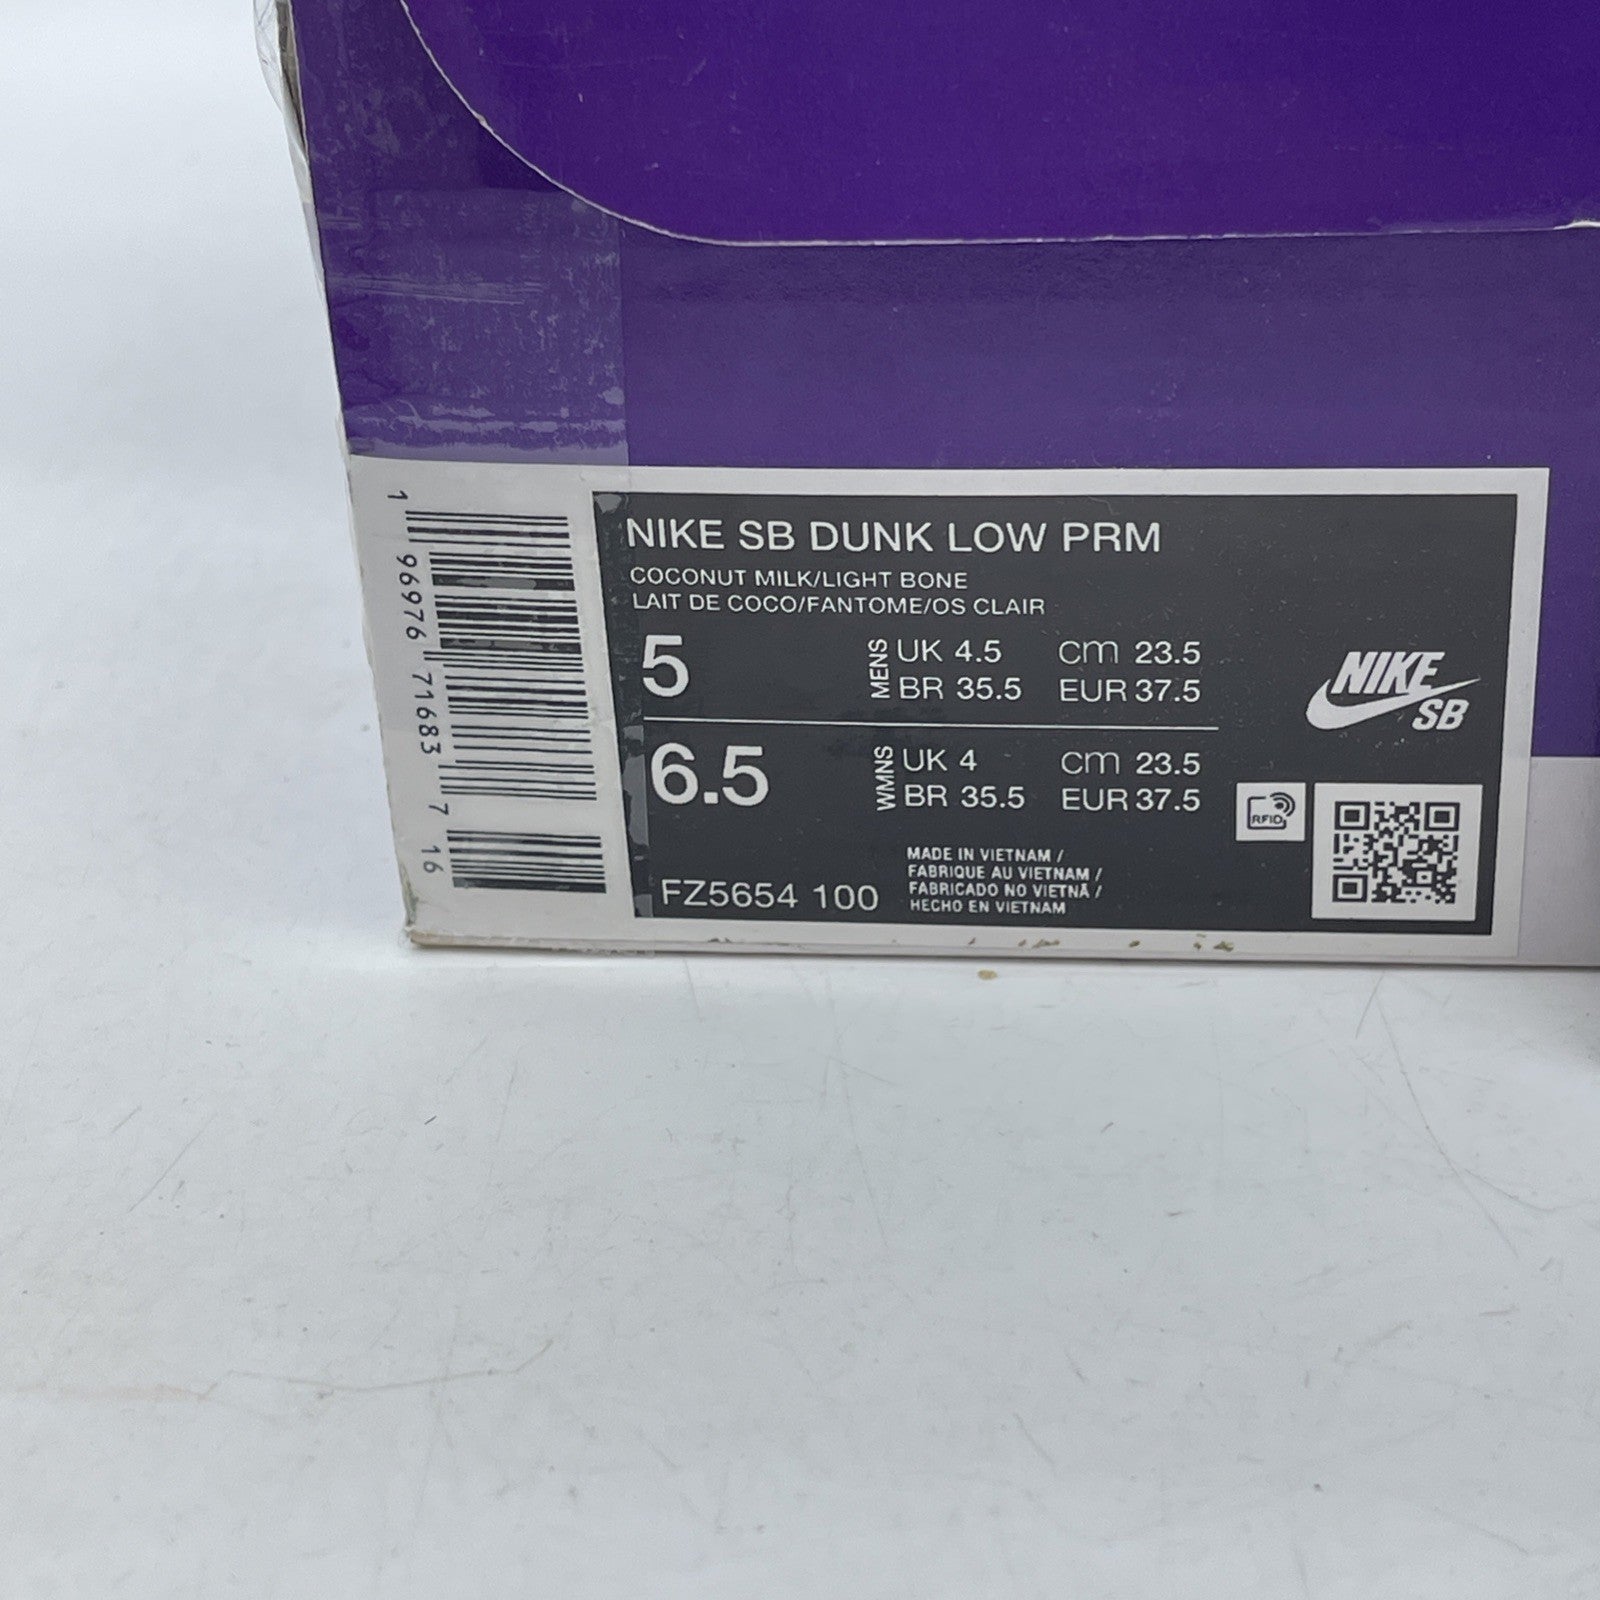 1 96976 71683 7 16
NIKE SB DUNK LOW PRM
COCONUT MILK/LIGHT BONE
LAIT DE COCO/FANTOME/OS CLAIR
5 MENS UK 4.5 cm 23.5
BR 35.5 EUR 37.5
6.5 WMNS UK 4 cm 23.5
BR 35.5 EUR 37.5
NIKE
SB
RFID
FZ5654 100
MADE IN VIETNAM /
FABRIQUE AU VIETNAM /
FABRICADO NO VIETNÃ /
HECHO EN VIETNAM